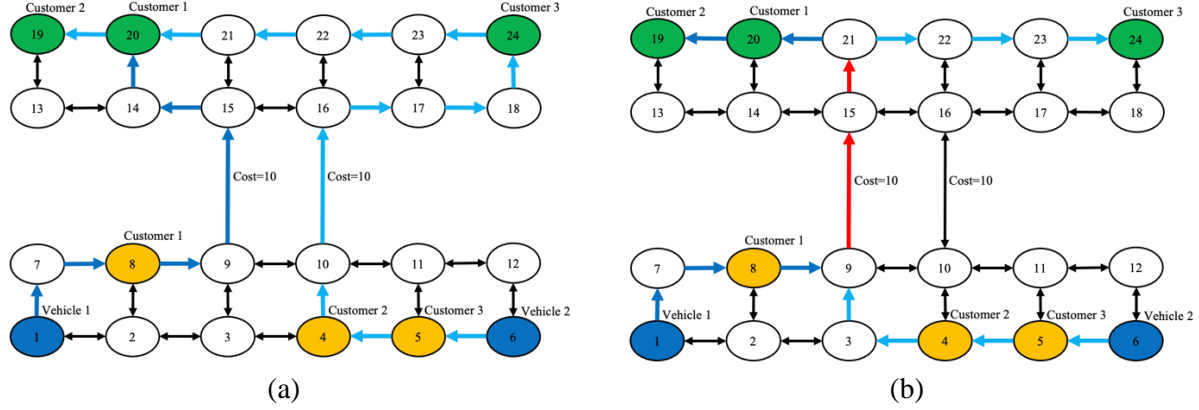 Customer 2 Customer 1 Customer 3
19 20 21 22 23 24
13 14 15 16 17 18
Cost=10 Cost=10
Customer 1
7 8 9 10 11 12
Vehicle 1 Customer 2 Customer 3 Vehicle 2
1 2 3 4 5 6
(a)
Customer 2 Customer 1 Customer 3
19 20 21 22 23 24
13 14 15 16 17 18
Cost=10 Cost=10
Customer 1
7 8 9 10 11 12
Vehicle 1 Customer 2 Customer 3 Vehicle 2
1 2 3 4 5 6
(b)